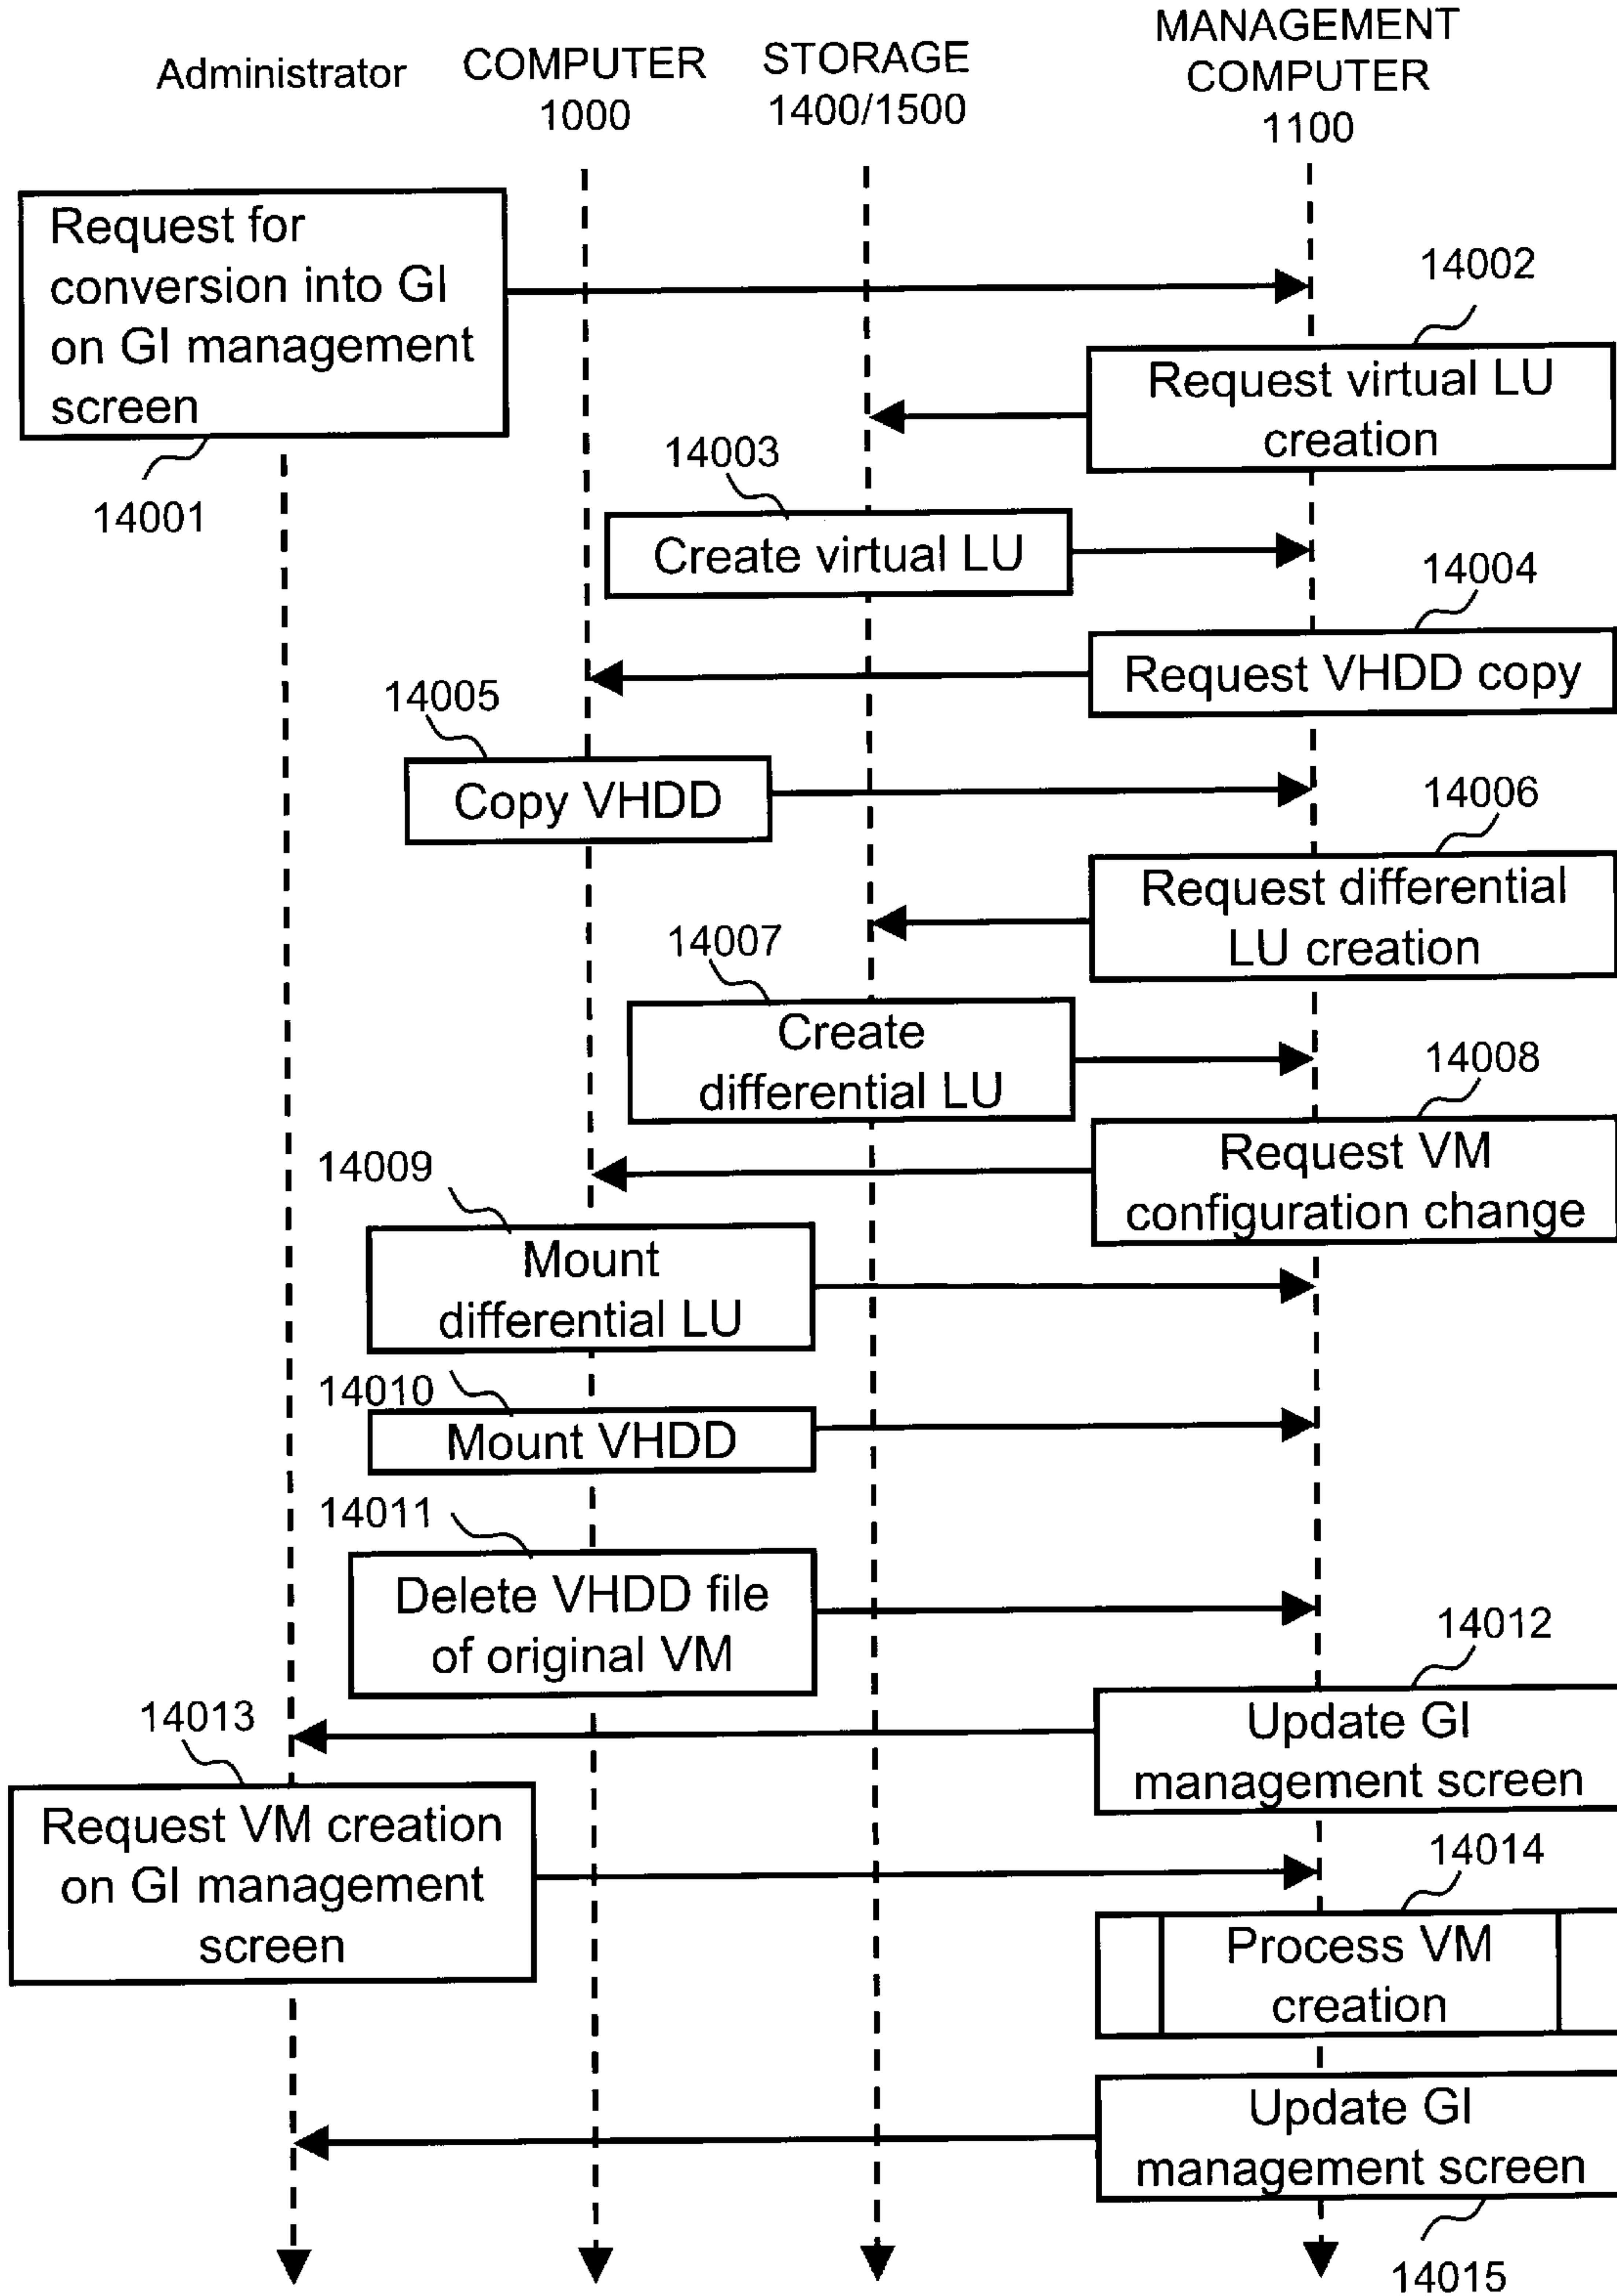 Administrator
COMPUTER
1000
STORAGE
1400/1500
MANAGEMENT
COMPUTER
1100
Request for
conversion into GI
on GI management
screen
14001
14002
Request virtual LU
creation
14003
Create virtual LU
14004
Request VHDD copy
14005
Copy VHDD
14006
Request differential
LU creation
14007
Create
differential LU
14008
Request VM
configuration change
14009
Mount
differential LU
14010
Mount VHDD
14011
Delete VHDD file
of original VM
14012
Update GI
management screen
14013
Request VM creation
on GI management
screen
14014
Process VM
creation
Update GI
management screen
14015